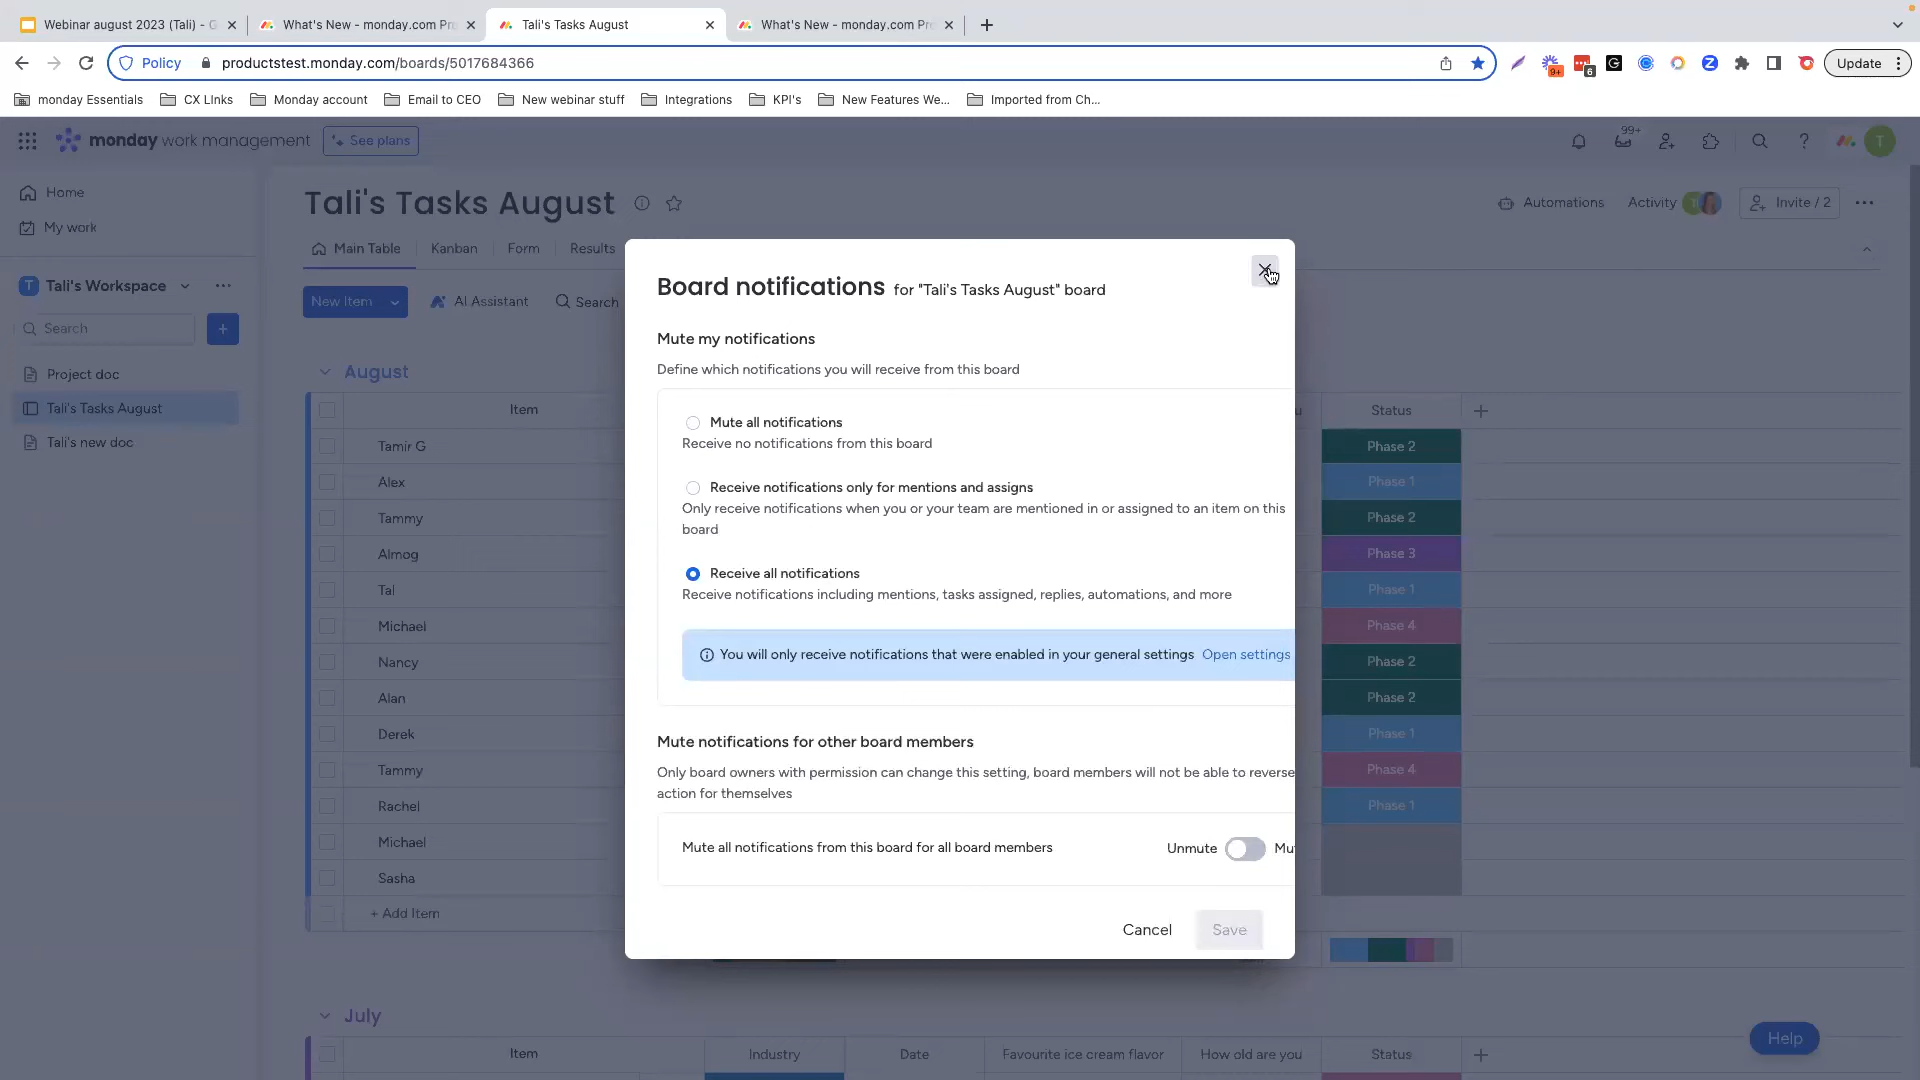 Webinar august 2023 (Tali) - G
What's New - monday.com Pr
Tali's Tasks August
What's New - monday.com Pr
Policy
productstest.monday.com/boards/5017684366
9+
6
Update
monday Essentials
CX LInks
Monday account
Email to CEO
New webinar stuff
Integrations
KPI's
New Features We...
Imported from Ch...
monday work management
See plans
99+
T
Home
My work
Tali's Workspace
Search
Project doc
Tali's Tasks August
Tali's new doc
Tali's Tasks August
Automations
Activity
Invite / 2
Main Table
Kanban
Form
Results
New Item
AI Assistant
Search
August
Item
Status
Tamir G
Phase 2
Alex
Phase 1
Tammy
Phase 2
Almog
Phase 3
Tal
Phase 1
Michael
Phase 4
Nancy
Phase 2
Alan
Phase 2
Derek
Phase 1
Tammy
Phase 4
Rachel
Phase 1
Michael
Sasha
+ Add Item
Board notifications for "Tali's Tasks August" board
Mute my notifications
Define which notifications you will receive from this board
Mute all notifications
Receive no notifications from this board
Receive notifications only for mentions and assigns
Only receive notifications when you or your team are mentioned in or assigned to an item on this
board
Receive all notifications
Receive notifications including mentions, tasks assigned, replies, automations, and more
You will only receive notifications that were enabled in your general settings Open settings
Mute notifications for other board members
Only board owners with permission can change this setting, board members will not be able to reverse
action for themselves
Mute all notifications from this board for all board members
Unmute
Mu
Cancel
Save
July
Item
Industry
Date
Favourite ice cream flavor
How old are you
Status
Help